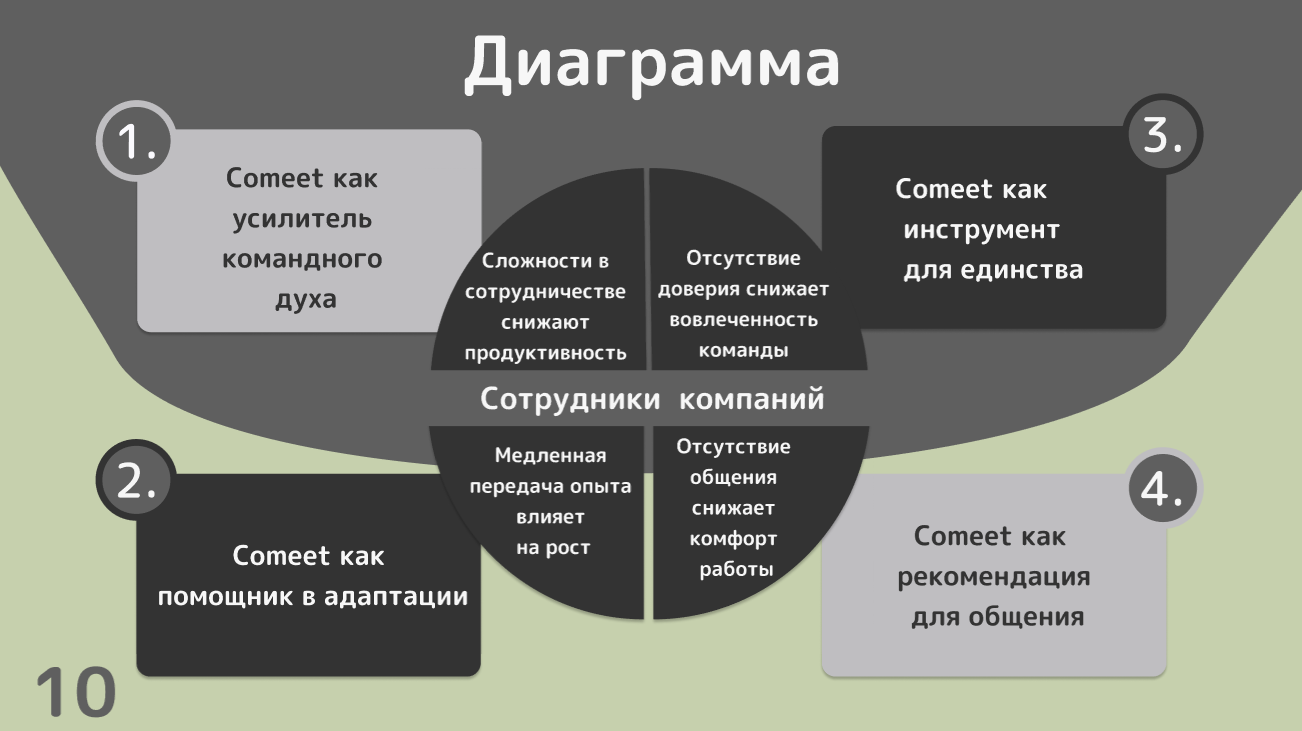 Диаграмма
1.
Comeet как
усилитель
командного
духа
3.
Comeet как
инструмент
для единства
Сложности в
сотрудничестве
снижают
продуктивность
Отсутствие
доверия снижает
вовлеченность
команды
Сотрудники компаний
Медленная
передача опыта
влияет
на рост
Отсутствие
общения
снижает
комфорт
работы
2.
Comeet как
помощник в адаптации
4.
Comeet как
рекомендация
для общения
10